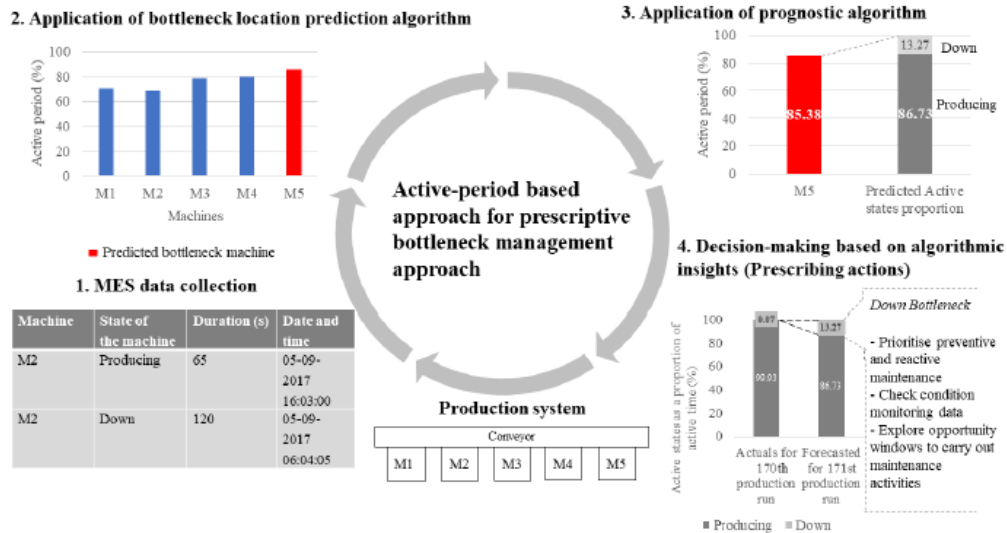 2. Application of bottleneck location prediction algorithm
100
80
60
40
20
0
Active period (%)
M1 M2 M3 M4 M5
Machines
Predicted bottleneck machine
1. MES data collection
Machine State of the machine Duration (s) Date and time
M2 Producing 65 05-09-2017 16:03:00
M2 Down 120 05-09-2017 06:04:05
Active-period based
approach for prescriptive
bottleneck management
approach
Production system
Conveyor
M1 M2 M3 M4 M5
3. Application of prognostic algorithm
100
80
60
40
20
0
Active period (%)
85.38
13.27
86.73
Down
Producing
M5 Predicted Active
states proportion
4. Decision-making based on algorithmic
insights (Prescribing actions)
100
80
60
40
20
0
Active states as a proportion of
active time (%)
0.07
99.93
13.27
86.73
Actuals for
170th
production
run
Forecasted
for 171st
production
run
Producing Down
Down Bottleneck
- Prioritise preventive
and reactive
maintenance
- Check condition
monitoring data
- Explore opportunity
windows to carry out
maintenance
activities